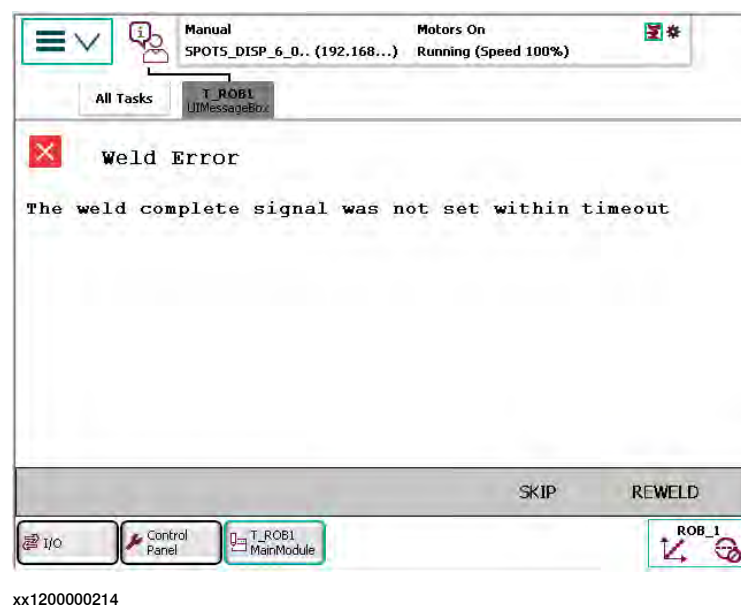 Manual
SPOTS_DISP_6_0.. (192.168...)
Motors On
Running (Speed 100%)
All Tasks
T_ROB1
UIMessageBox
Weld Error
The weld complete signal was not set within timeout
SKIP
REWELD
I/O
Control
Panel
T_ROB1
MainModule
ROB_1
xx1200000214